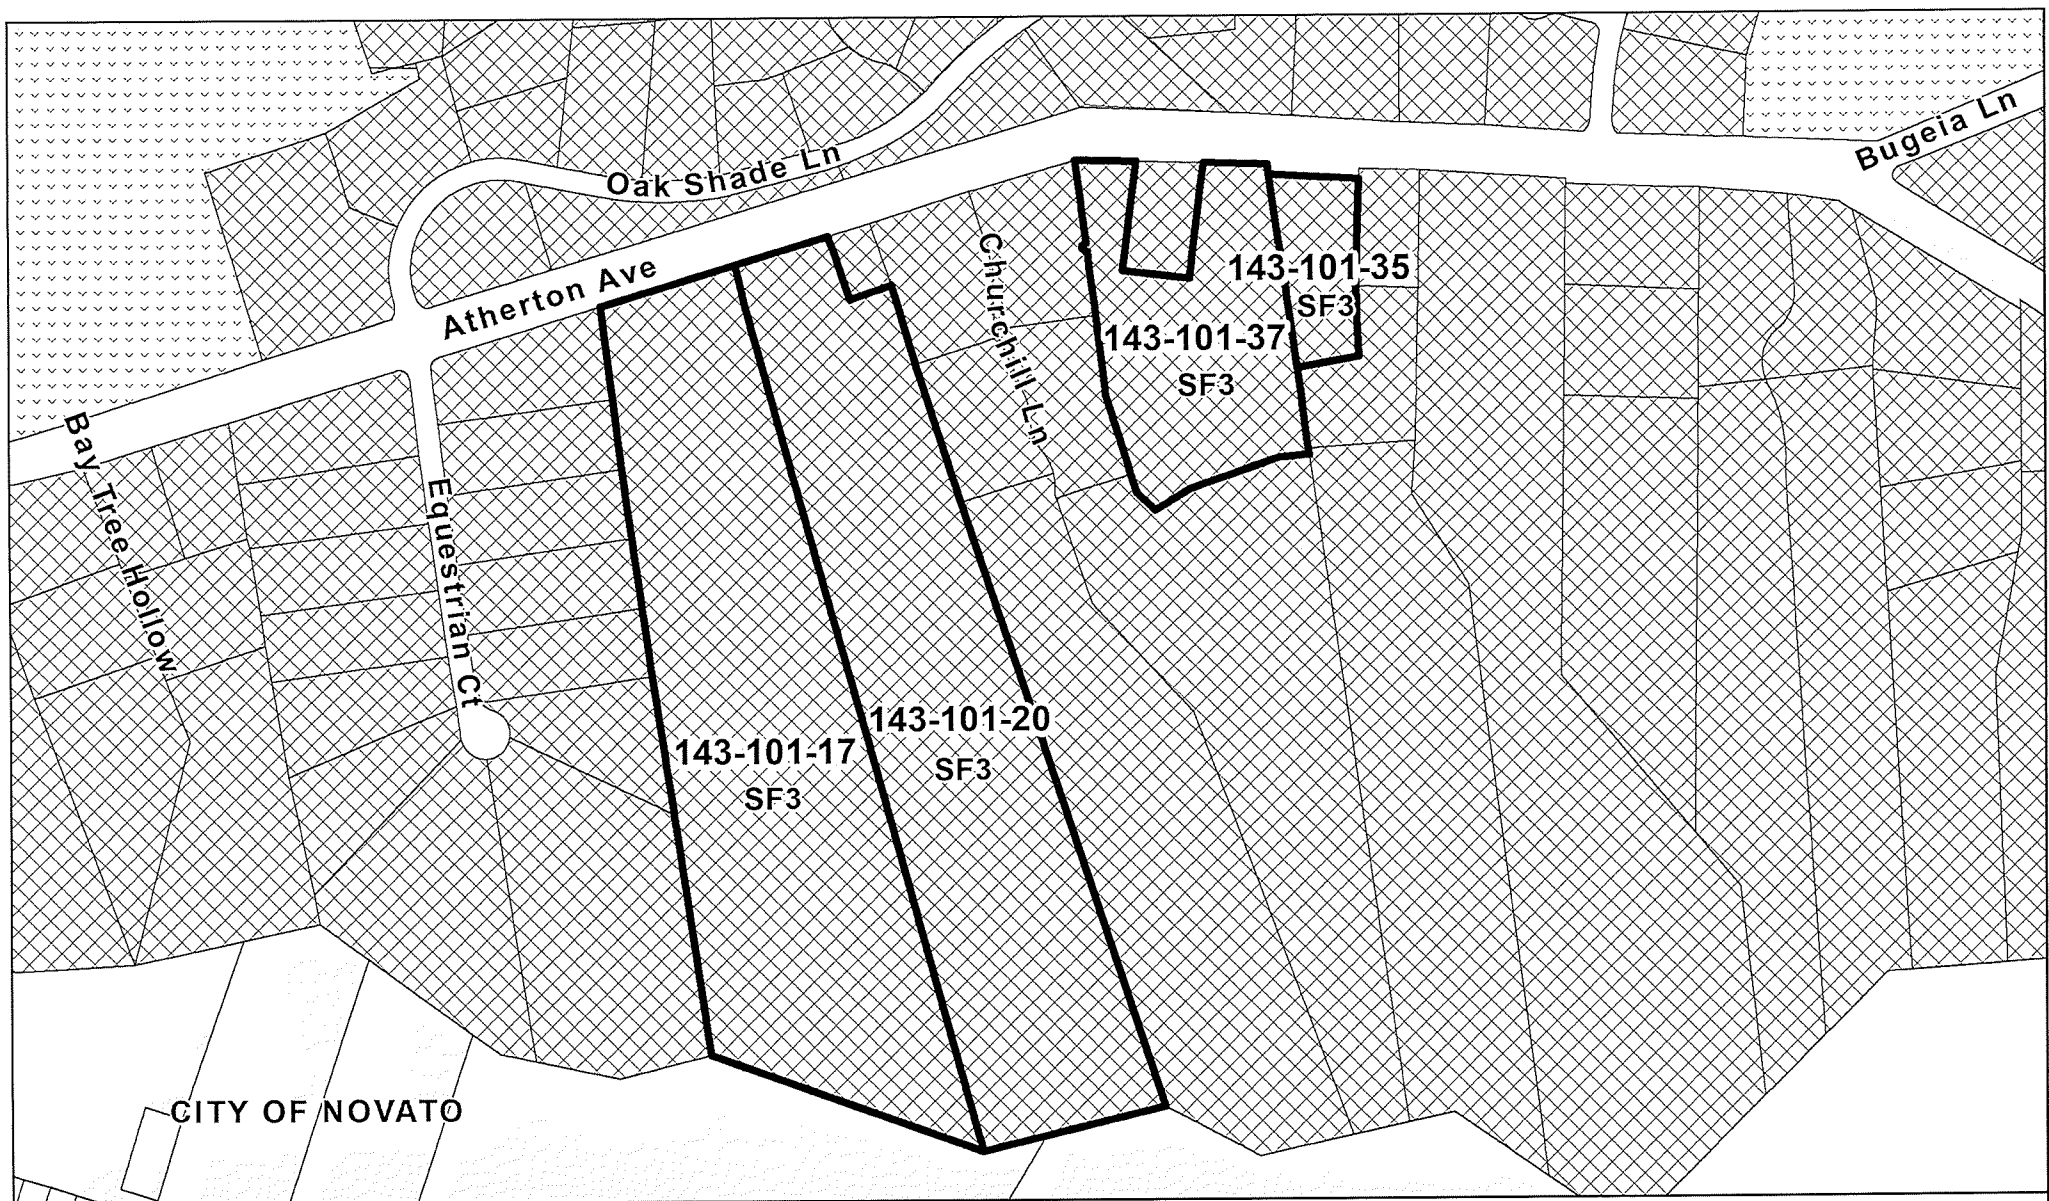 Bugeia Ln
Oak Shade Ln
Atherton Ave
Churchill Ln
143-101-35
SF3
143-101-37
SF3
Bay Tree Hollow
Equestrian Ct
143-101-20
SF3
143-101-17
SF3
CITY OF NOVATO